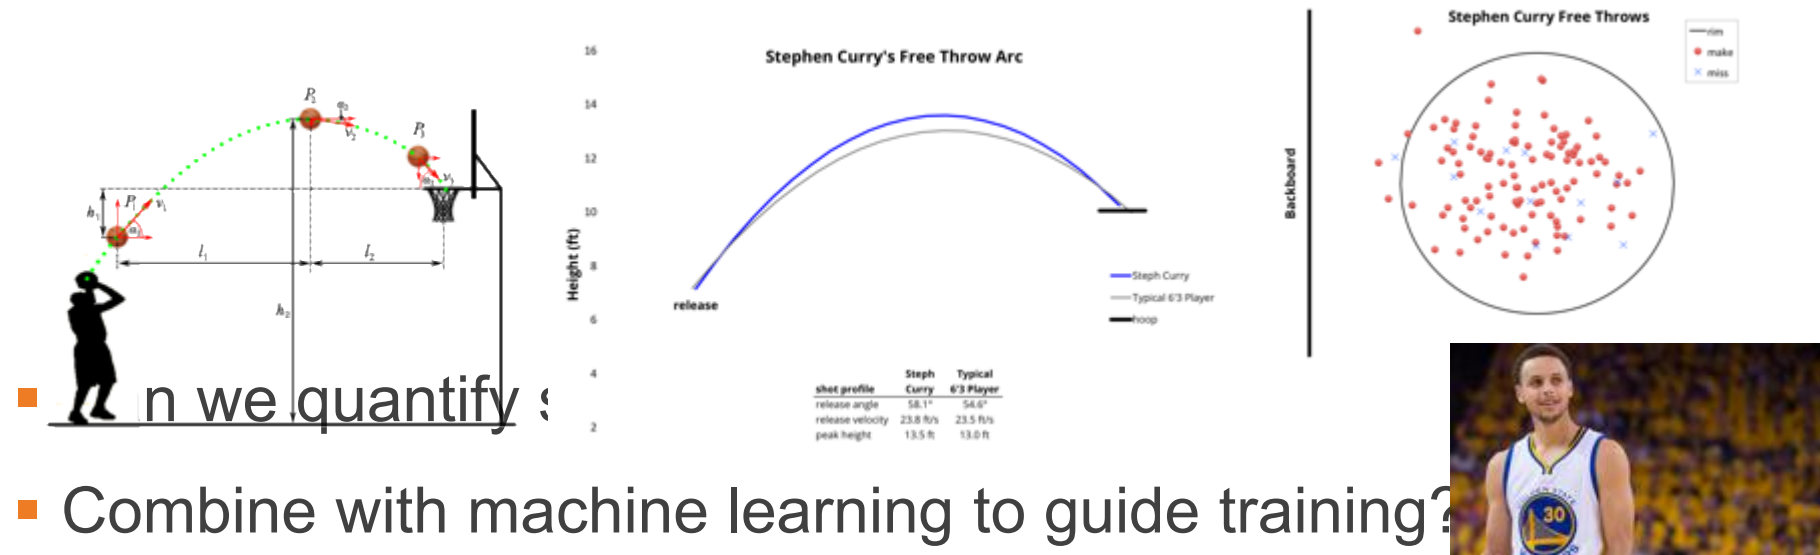 P₂
ω₂
v₂
P₃
h₁
P₁
v₁
v₃
l₁
l₂
h₂
Stephen Curry's Free Throw Arc
16
14
12
10
8
6
4
2
Height (ft)
release
Steph Curry
Typical 6'3 Player
hoop
Steph Typical
shot profile Curry 6'3 Player
release angle 58.1° 54.6°
release velocity 23.8 ft/s 23.5 ft/s
peak height 13.5 ft 13.0 ft
Stephen Curry Free Throws
rim
make
miss
Backboard
n we quantify
Combine with machine learning to guide training?
30